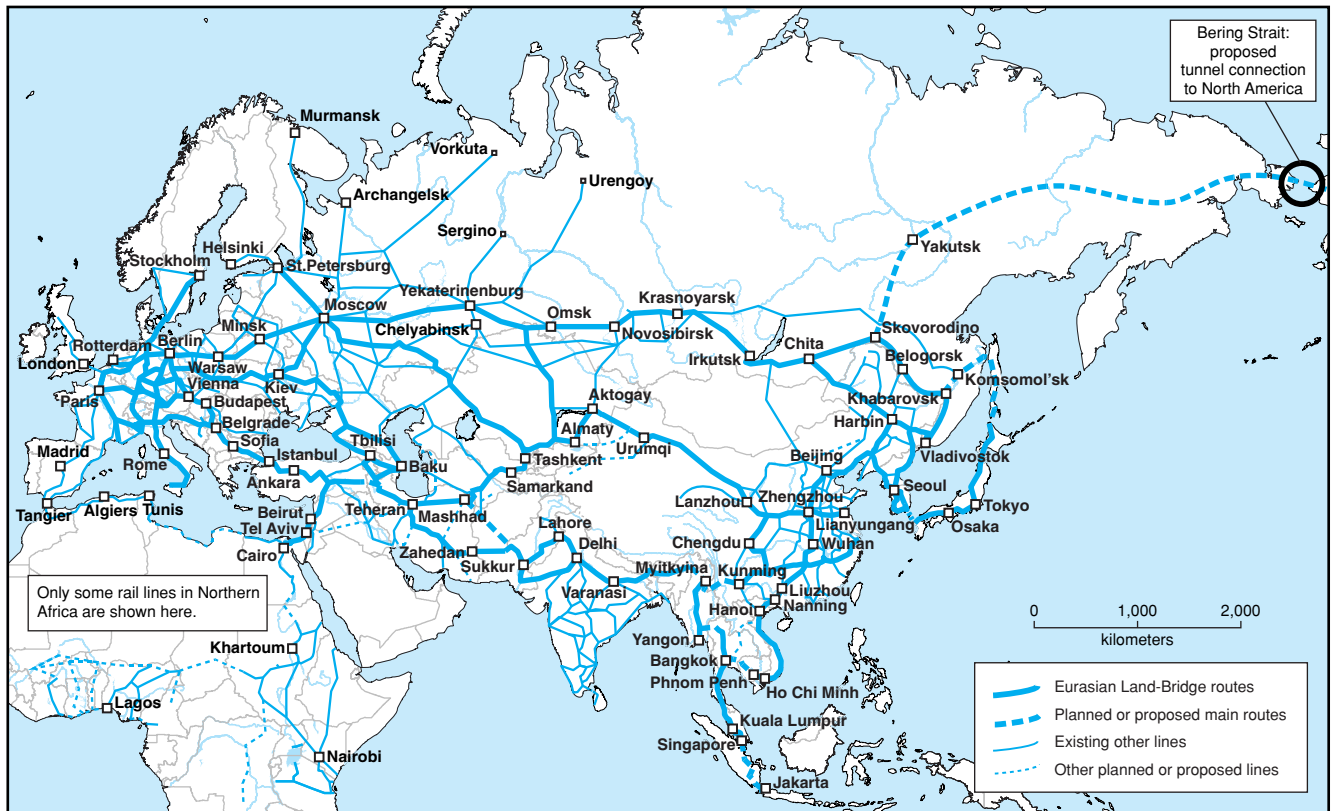 Bering Strait:
proposed
tunnel connection
to North America
Murmansk
Vorkuta
Urengoy
Archangelsk
Sergino
Yakutsk
Helsinki
Stockholm
St.Petersburg
Yekaterinenburg
Krasnoyarsk
Moscow
Omsk
Chelyabinsk
Novosibirsk
Skovorodino
Minsk
Berlin
Rotterdam
Chita
Irkutsk
Belogorsk
London
Warsaw
Vienna
Kiev
Komsomol'sk
Paris
Budapest
Aktogay
Khabarovsk
Belgrade
Almaty
Harbin
Sofia
Tbilisi
Urumqi
Madrid
Istanbul
Beijing
Vladivostok
Rome
Baku
Tashkent
Ankara
Samarkand
Seoul
Tangier
Algiers
Tunis
Beirut
Teheran
Mashhad
Lanzhou
Zhengzhou
Tokyo
Tel Aviv
Lahore
Lianyungang
Osaka
Cairo
Zahedan
Delhi
Chengdu
Wuhan
Sukkur
Myitkyina
Kunming
Varanasi
Liuzhou
Hanoi
Nanning
Only some rail lines in Northern
Africa are shown here.
0
1,000
2,000
kilometers
Khartoum
Yangon
Bangkok
Phnom Penh
Ho Chi Minh
Lagos
Kuala Lumpur
Singapore
Nairobi
Jakarta
Eurasian Land-Bridge routes
Planned or proposed main routes
Existing other lines
Other planned or proposed lines